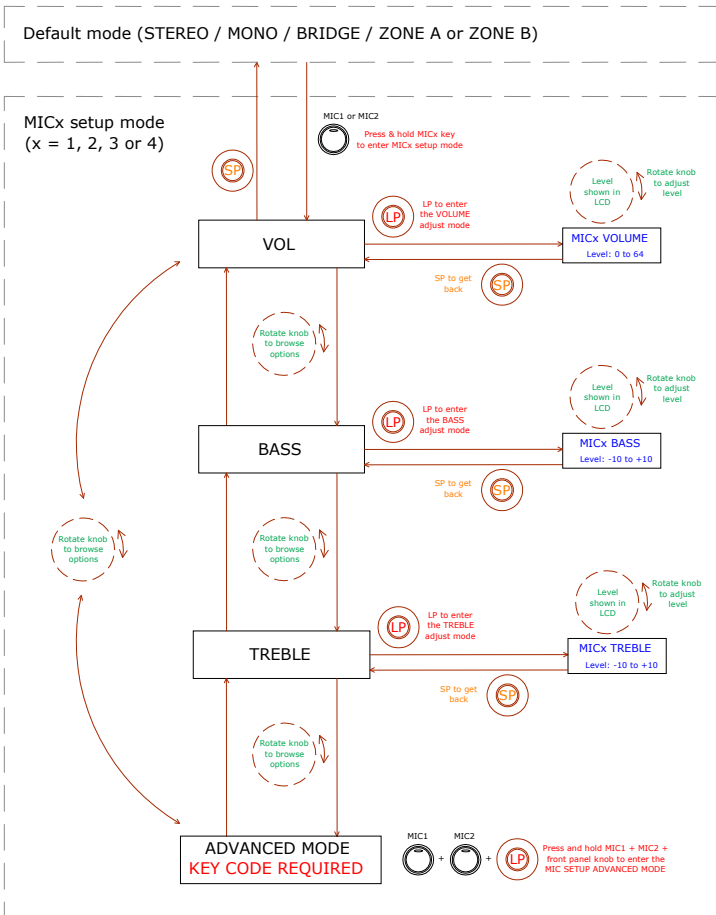 Default mode (STEREO / MONO / BRIDGE / ZONE A or ZONE B)
MICx setup mode
(x = 1, 2, 3 or 4)
MIC1 or MIC2
Press & hold MICx key
to enter MICx setup mode
SP
LP
LP to enter
the VOLUME
adjust mode
Level
shown in
LCD
Rotate knob
to adjust
level
VOL
MICx VOLUME
Level: 0 to 64
SP to get
back
SP
Rotate knob
to browse
options
LP
LP to enter
the BASS
adjust mode
Level
shown in
LCD
Rotate knob
to adjust
level
BASS
MICx BASS
Level: -10 to +10
SP to get
back
SP
Rotate knob
to browse
options
Rotate knob
to browse
options
LP
LP to enter
the TREBLE
adjust mode
Level
shown in
LCD
Rotate knob
to adjust
level
TREBLE
MICx TREBLE
Level: -10 to +10
SP to get
back
SP
Rotate knob
to browse
options
ADVANCED MODE
KEY CODE REQUIRED
MIC1
MIC2
+
+
LP
Press and hold MIC1 + MIC2 +
front panel knob to enter the
MIC SETUP ADVANCED MODE